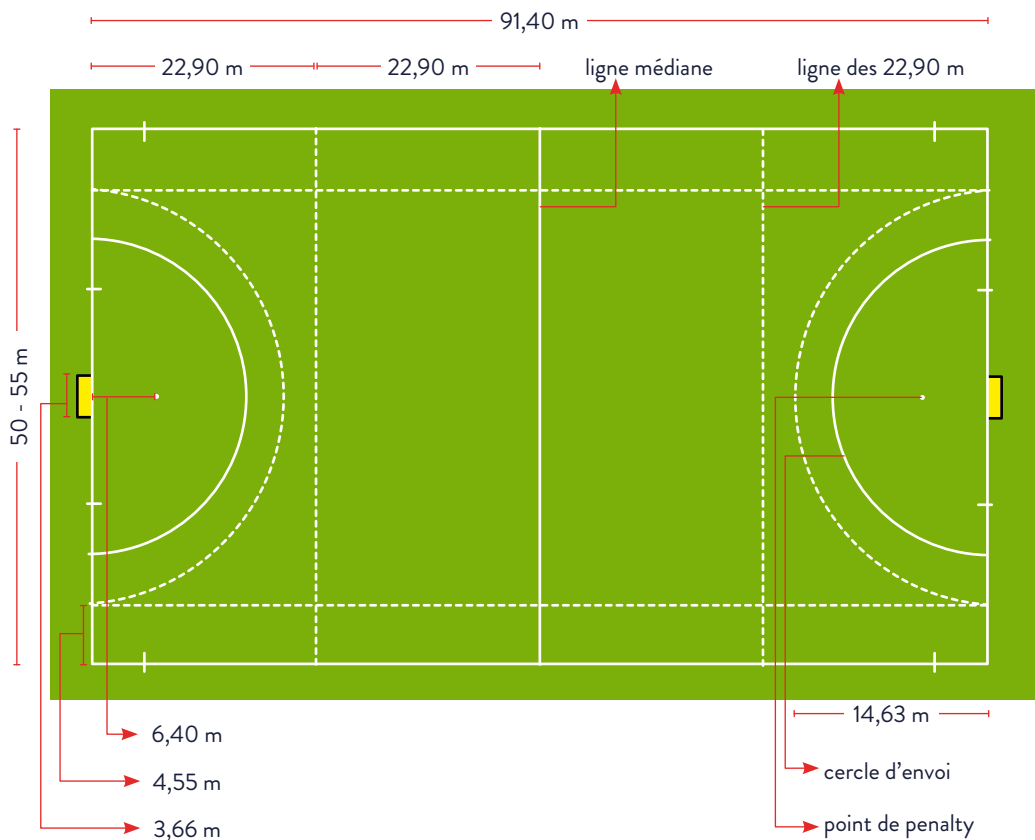 91,40 m
22,90 m
22,90 m
ligne médiane
ligne des 22,90 m
50 - 55 m
14,63 m
6,40 m
cercle d'envoi
4,55 m
point de penalty
3,66 m